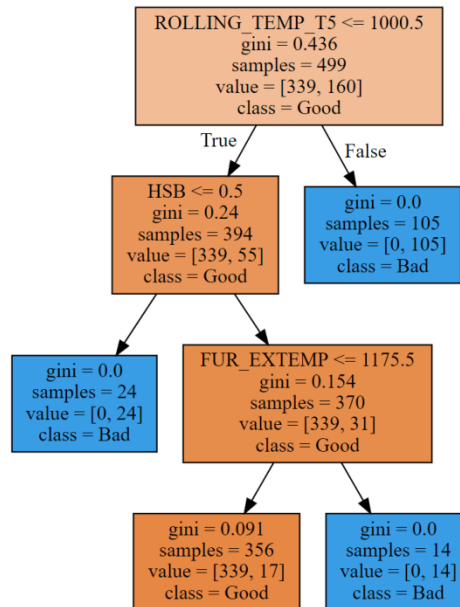 ROLLING_TEMP_T5 <= 1000.5
gini = 0.436
samples = 499
value = [339, 160]
class = Good
True
False
HSB <= 0.5
gini = 0.24
samples = 394
value = [339, 55]
class = Good
gini = 0.0
samples = 105
value = [0, 105]
class = Bad
gini = 0.0
samples = 24
value = [0, 24]
class = Bad
FUR_EXTEMP <= 1175.5
gini = 0.154
samples = 370
value = [339, 31]
class = Good
gini = 0.091
samples = 356
value = [339, 17]
class = Good
gini = 0.0
samples = 14
value = [0, 14]
class = Bad